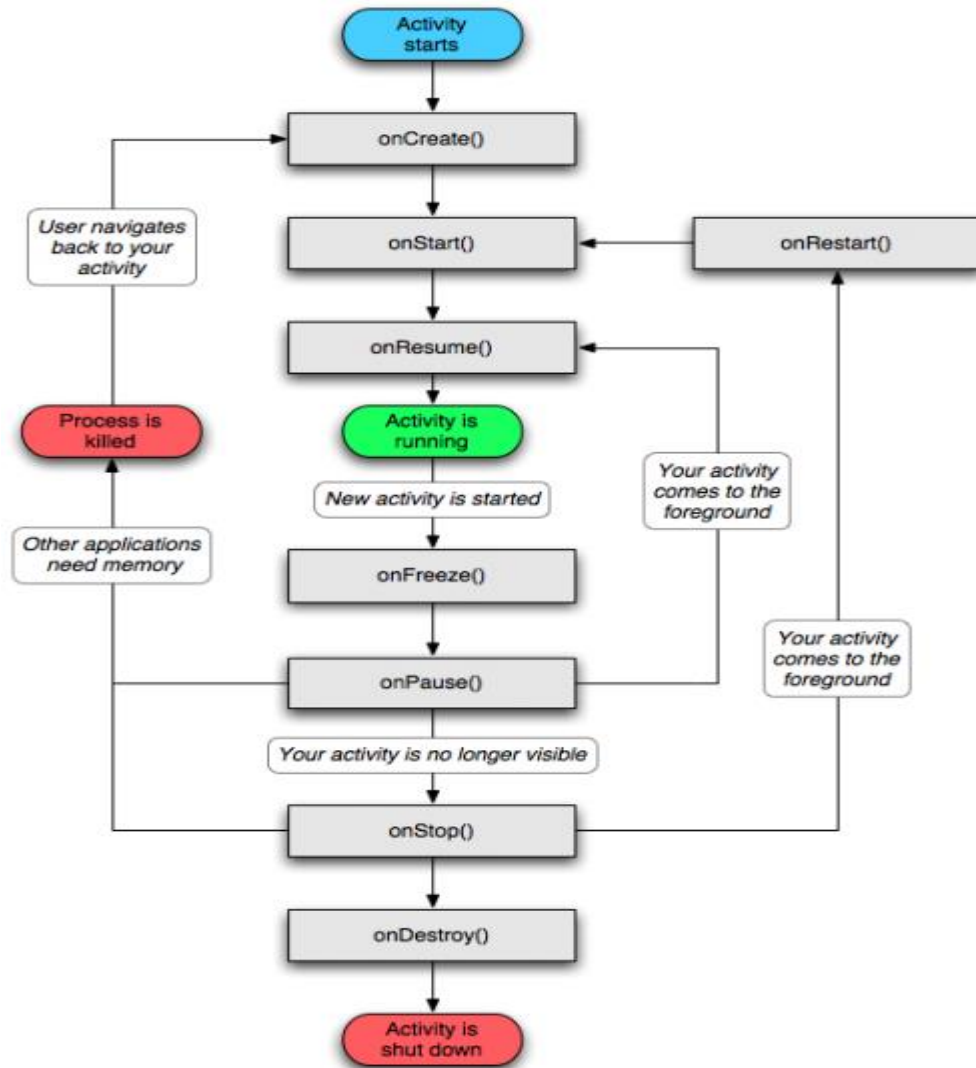 Activity
starts
onCreate()
User navigates
back to your
activity
onStart()
onRestart()
onResume()
Process is
killed
Activity is
running
New activity is started
Your activity
comes to the
foreground
Other applications
need memory
onFreeze()
Your activity
comes to the
foreground
onPause()
Your activity is no longer visible
onStop()
onDestroy()
Activity is
shut down